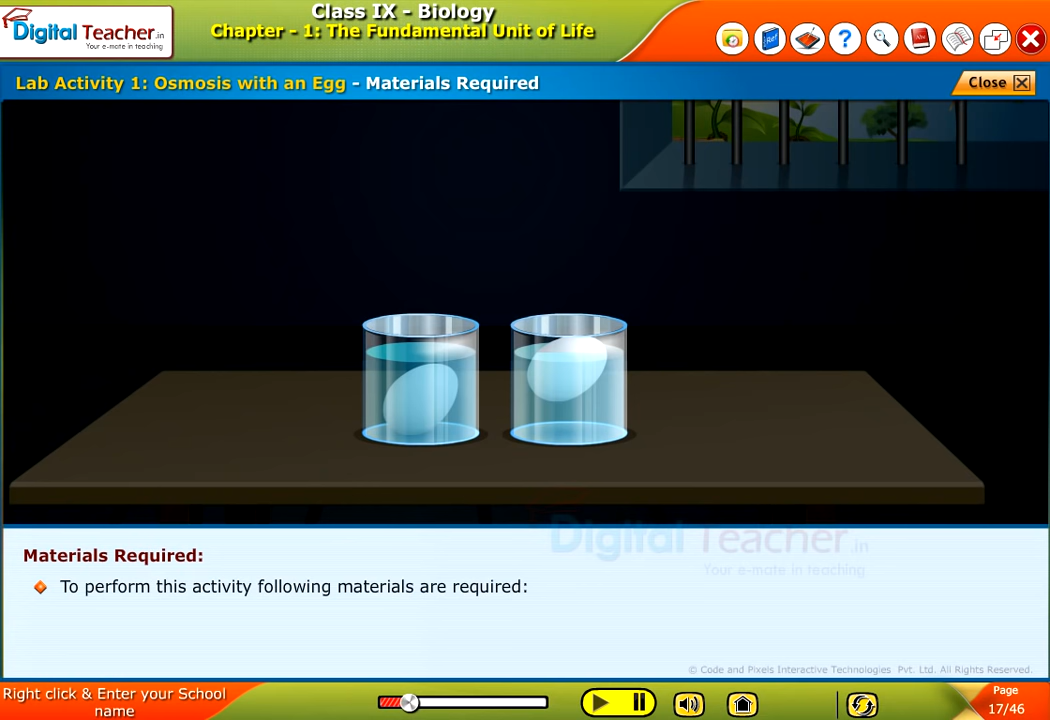 Digital Teacher.in
Your e-mate in teaching
Class IX - Biology
Chapter - 1: The Fundamental Unit of Life
Lab Activity 1: Osmosis with an Egg - Materials Required
Close
Materials Required:
To perform this activity following materials are required:
Digital Teacher.in
Your e-mate in teaching
© Code and Pixels Interactive Technologies Pvt. Ltd. All Rights Reserved.
Right click & Enter your School
name
Page
17/46